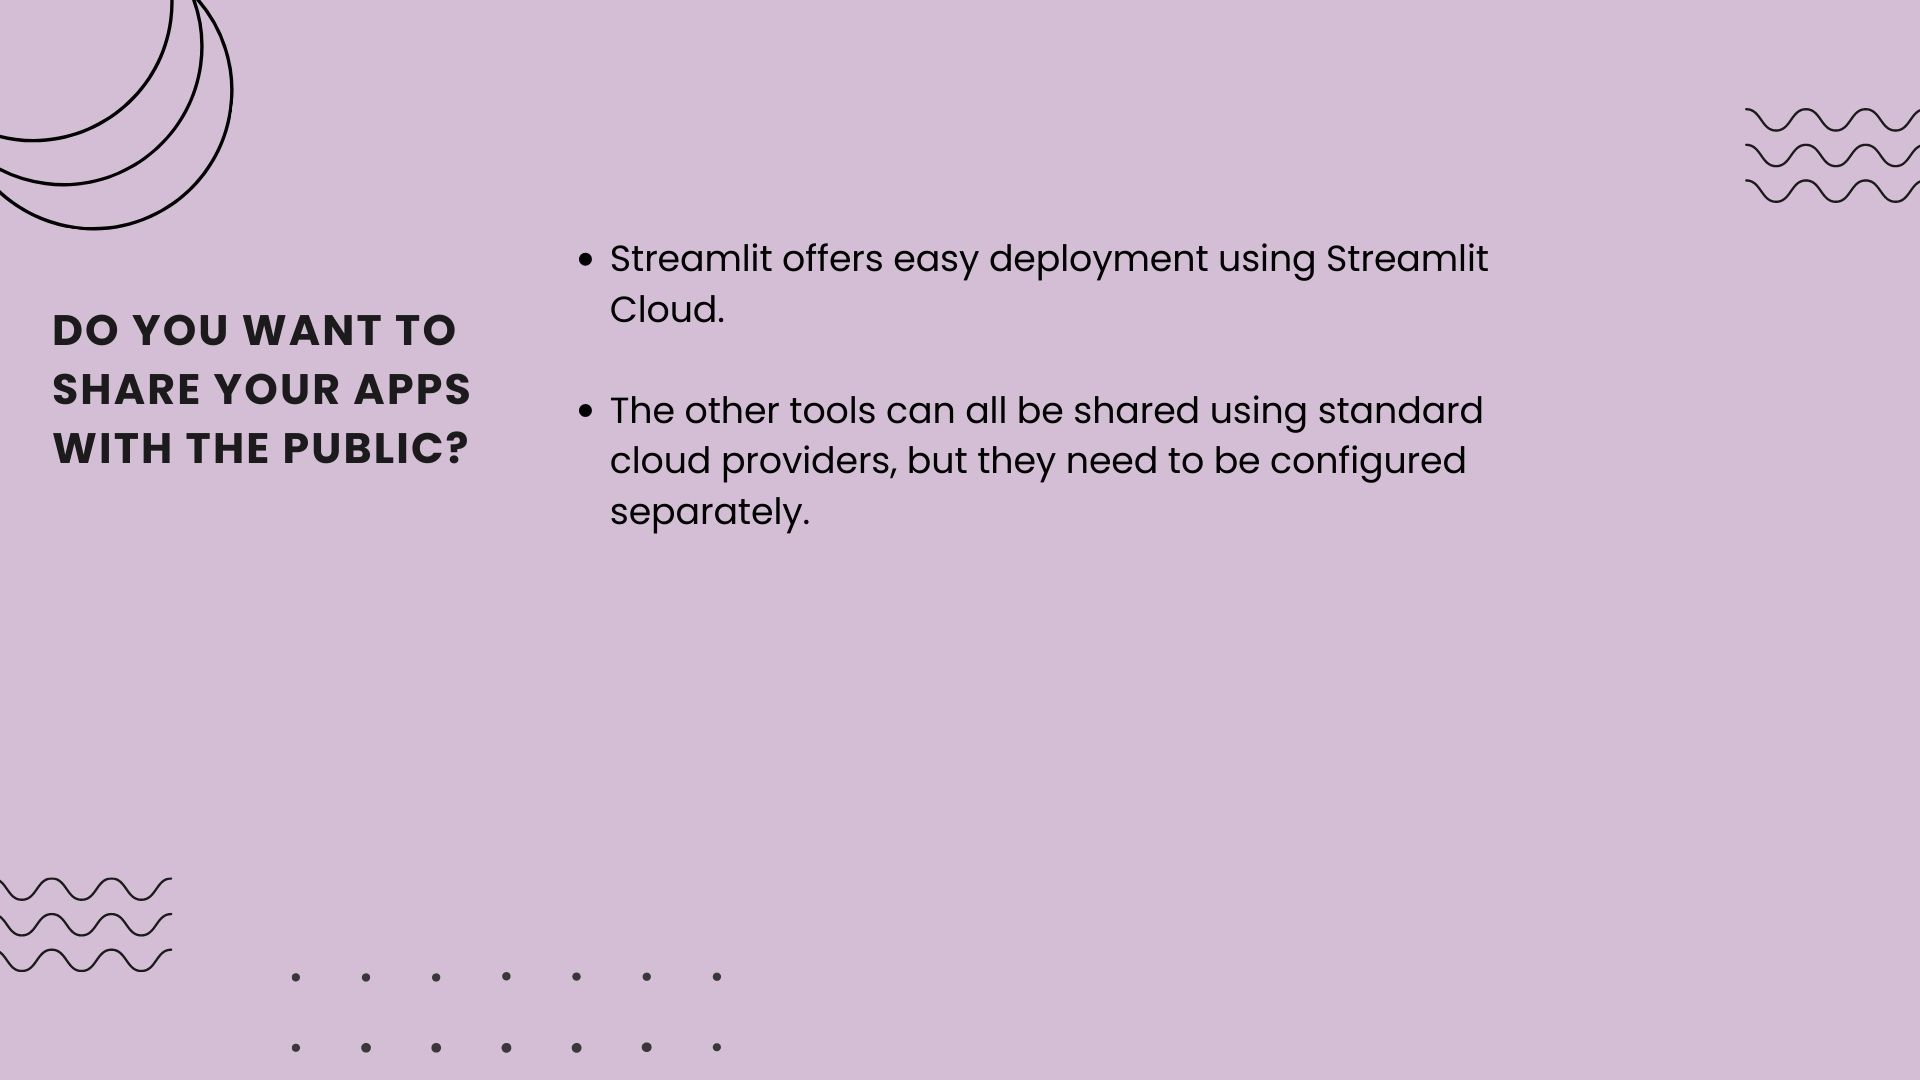 DO YOU WANT TO
SHARE YOUR APPS
WITH THE PUBLIC?
• Streamlit offers easy deployment using Streamlit
Cloud.
• The other tools can all be shared using standard
cloud providers, but they need to be configured
separately.